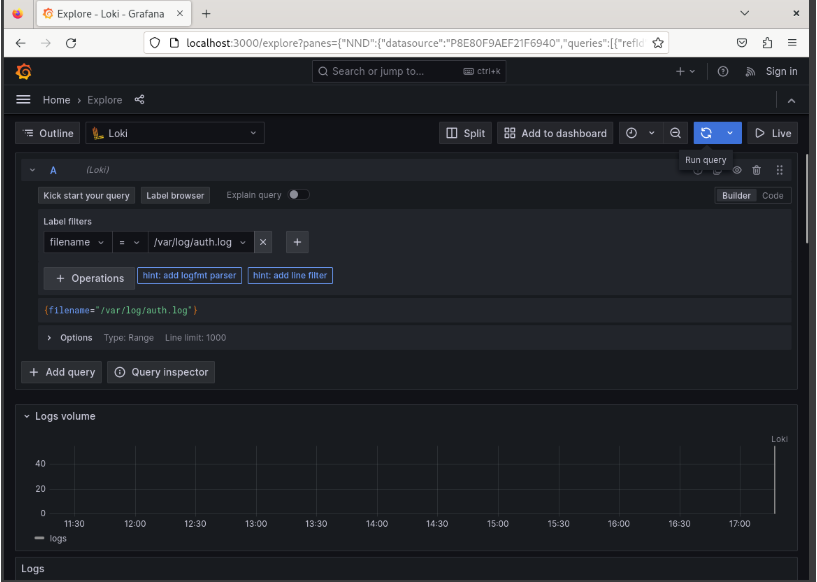 Explore - Loki - Grafana
localhost:3000/explore?panes={"NND":{"datasource":"P8E80F9AEF21F6940","queries":[{"refId
Search or jump to... ctrl+k
Sign in
Home › Explore
Outline
Loki
Split
Add to dashboard
Live
Run query
A (Loki)
Kick start your query
Label browser
Explain query
Builder
Code
Label filters
filename = /var/log/auth.log
+ Operations
hint: add logfmt parser
hint: add line filter
{filename="/var/log/auth.log"}
Options Type: Range Line limit: 1000
+ Add query
Query inspector
Logs volume
Loki
40
20
0
11:30 12:00 12:30 13:00 13:30 14:00 14:30 15:00 15:30 16:00 16:30 17:00
logs
Logs